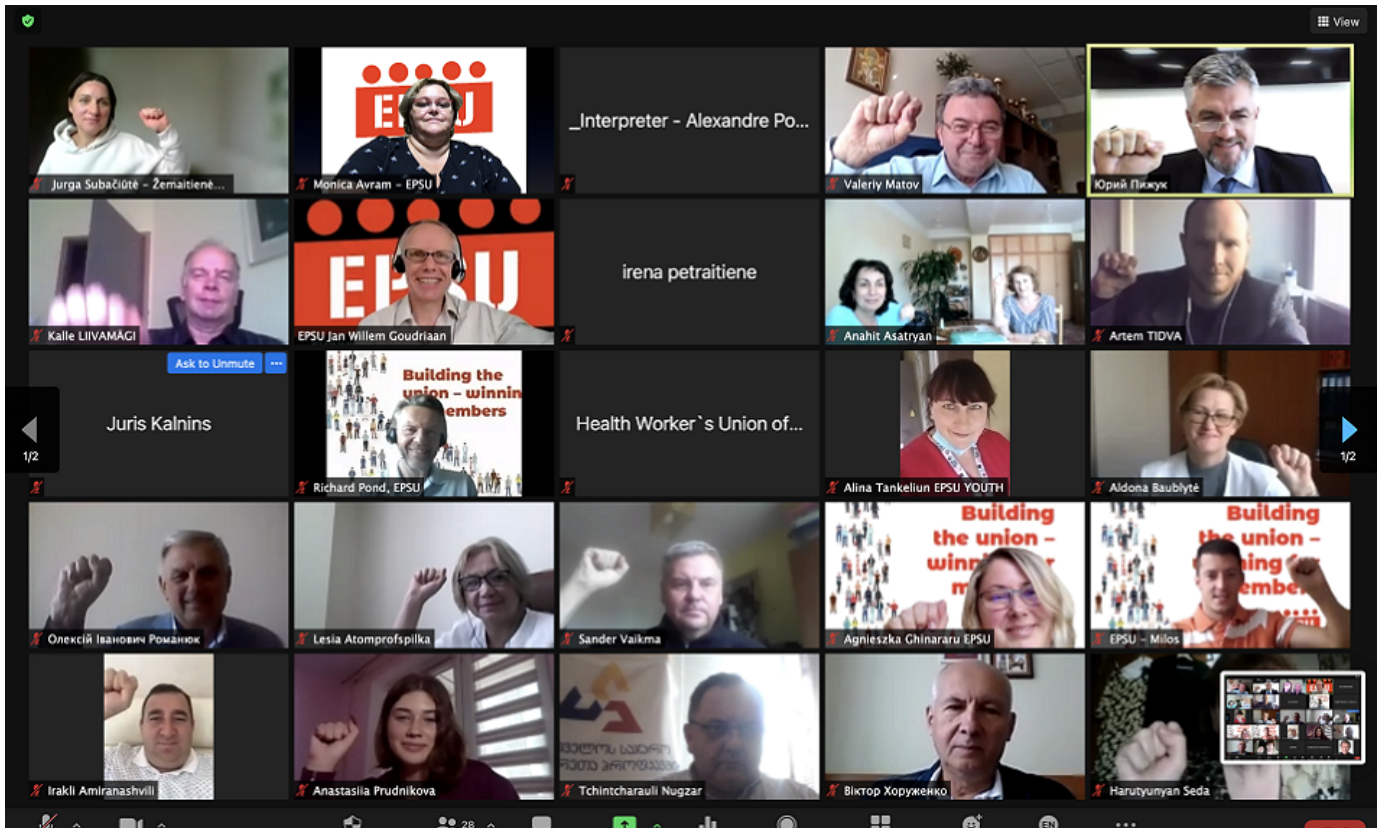 View
Jurga Subačiūtė – Žemaitienė...
EPSU
Monica Avram – EPSU
_Interpreter - Alexandre Po...
Valeriy Matov
Юрий Пижук
Kalle LIIVAMÄGI
EPSU
EPSU Jan Willem Goudriaan
irena petraitiene
Anahit Asatryan
Artem TIDVA
Ask to Unmute
Juris Kalnins
Building the
union – winnin
embers
Richard Pond, EPSU
Health Worker`s Union of...
Alina Tankeliun EPSU YOUTH
Aldona Baublytė
1/2
1/2
Олексій Іванович Романюк
Lesia Atomprofspilka
Sander Vaikma
Building
the union –
Agnieszka Ghinararu EPSU
Building
the union –
EPSU – Milos
Irakli Amiranashvili
Anastasiia Prudnikova
Tchintcharauli Nugzar
Віктор Хоруженко
Harutyunyan Seda
28
EN